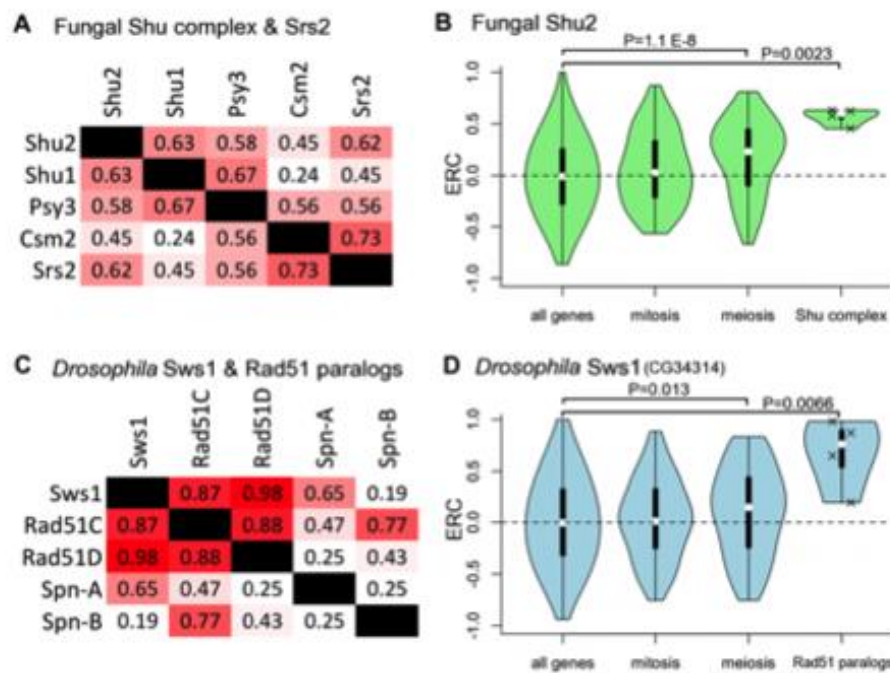 A Fungal Shu complex & Srs2
Shu2 Shu1 Psy3 Csm2 Srs2
Shu2 0.63 0.58 0.45 0.62
Shu1 0.63 0.67 0.24 0.45
Psy3 0.58 0.67 0.56 0.56
Csm2 0.45 0.24 0.56 0.73
Srs2 0.62 0.45 0.56 0.73
B Fungal Shu2
P=1.1 E-8
P=0.0023
ERC
1.0
0.5
0.0
-0.5
-1.0
all genes mitosis meiosis Shu complex
C Drosophila Sws1 & Rad51 paralogs
Sws1 Rad51C Rad51D Spn-A Spn-B
Sws1 0.87 0.98 0.65 0.19
Rad51C 0.87 0.88 0.47 0.77
Rad51D 0.98 0.88 0.25 0.43
Spn-A 0.65 0.47 0.25 0.25
Spn-B 0.19 0.77 0.43 0.25
D Drosophila Sws1 (CG34314)
P=0.013
P=0.0066
ERC
1.0
0.5
0.0
-0.5
-1.0
all genes mitosis meiosis Rad51 paralogs